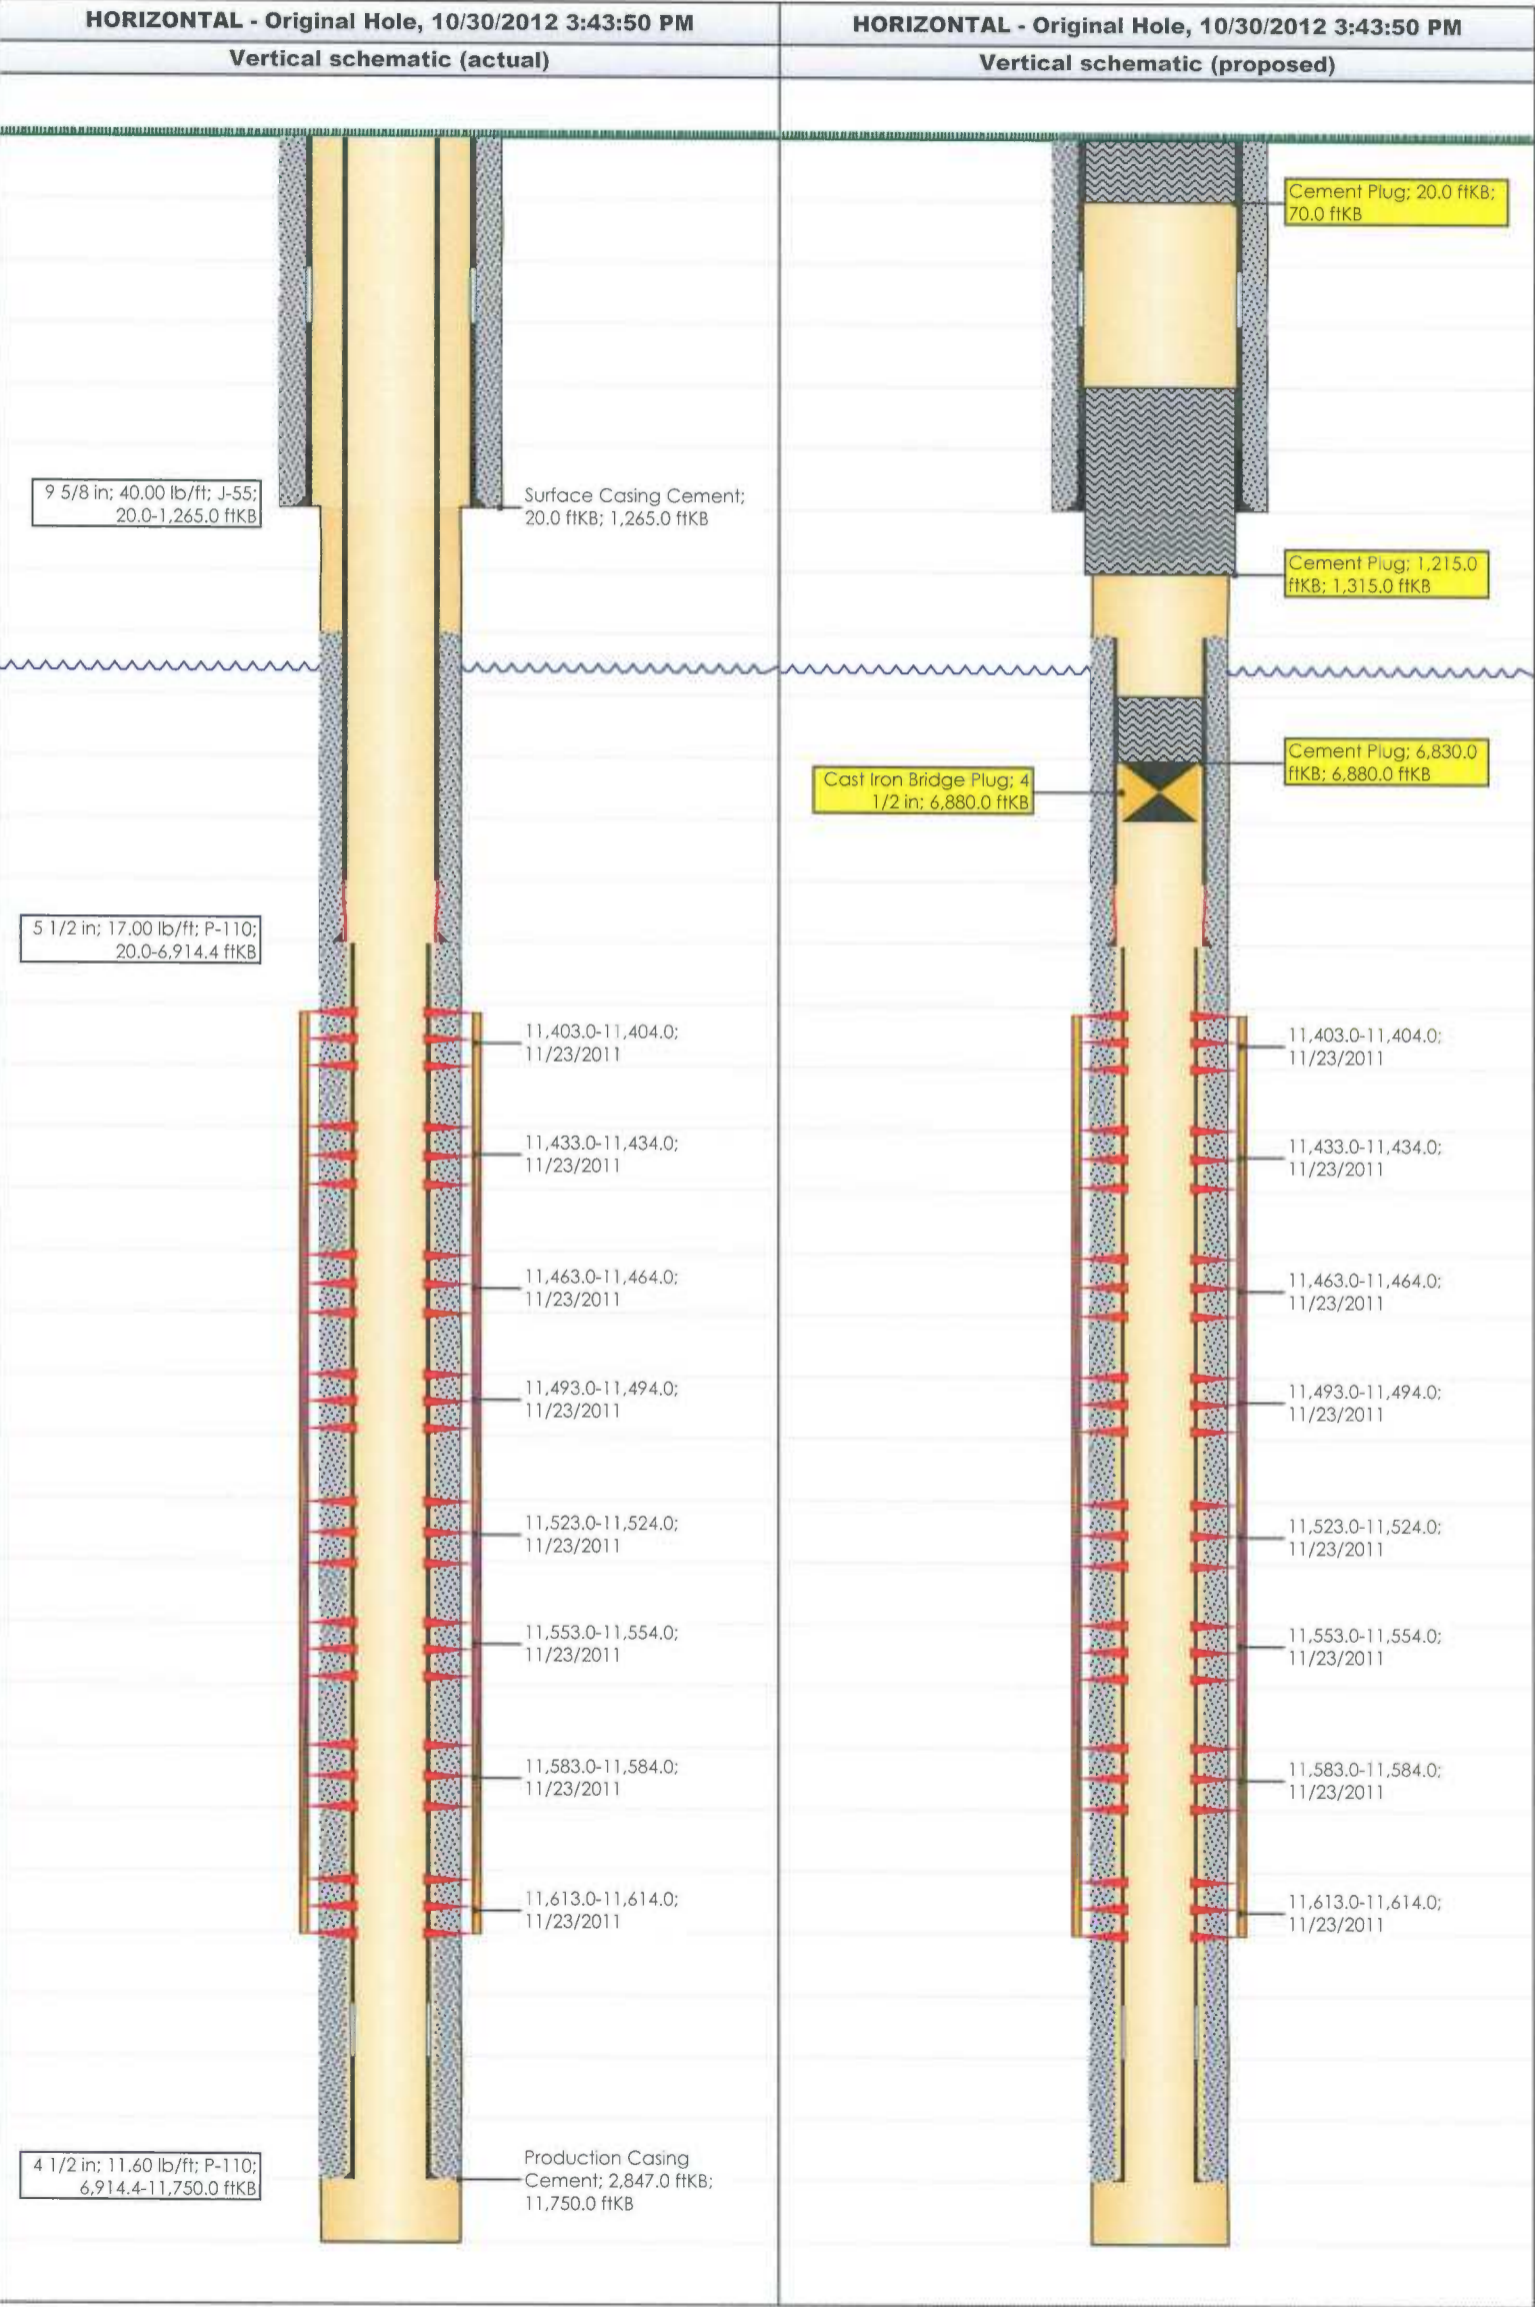 HORIZONTAL - Original Hole, 10/30/2012 3:43:50 PM
Vertical schematic (actual)
9 5/8 in; 40.00 lb/ft; J-55;
20.0-1,265.0 ftKB
Surface Casing Cement;
20.0 ftKB; 1,265.0 ftKB
5 1/2 in; 17.00 lb/ft; P-110;
20.0-6,914.4 ftKB
11,403.0-11,404.0;
11/23/2011
11,433.0-11,434.0;
11/23/2011
11,463.0-11,464.0;
11/23/2011
11,493.0-11,494.0;
11/23/2011
11,523.0-11,524.0;
11/23/2011
11,553.0-11,554.0;
11/23/2011
11,583.0-11,584.0;
11/23/2011
11,613.0-11,614.0;
11/23/2011
4 1/2 in; 11.60 lb/ft; P-110;
6,914.4-11,750.0 ftKB
Production Casing
Cement; 2,847.0 ftKB;
11,750.0 ftKB
HORIZONTAL - Original Hole, 10/30/2012 3:43:50 PM
Vertical schematic (proposed)
Cement Plug; 20.0 ftKB;
70.0 ftKB
Cement Plug; 1,215.0
ftKB; 1,315.0 ftKB
Cement Plug; 6,830.0
ftKB; 6,880.0 ftKB
Cast Iron Bridge Plug; 4
1/2 in; 6,880.0 ftKB
11,403.0-11,404.0;
11/23/2011
11,433.0-11,434.0;
11/23/2011
11,463.0-11,464.0;
11/23/2011
11,493.0-11,494.0;
11/23/2011
11,523.0-11,524.0;
11/23/2011
11,553.0-11,554.0;
11/23/2011
11,583.0-11,584.0;
11/23/2011
11,613.0-11,614.0;
11/23/2011